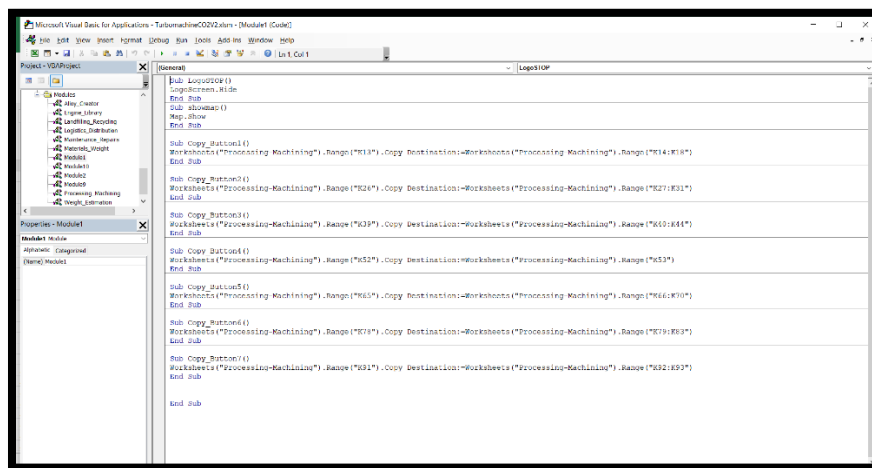 Microsoft Visual Basic for Applications - TurbomachineCO2V2.xlsm - [Module1 (Code)]
File Edit View Insert Format Debug Run Tools Add-Ins Window Help
Ln 1, Col 1
Project - VBAProject
(General)
LogoSTOP
Modules
Alloy_Creator
Engine_Library
Landfilling_Recycling
Logistics_Distribution
Maintenance_Repairs
Materials_Weight
Module1
Module10
Module2
Module9
Processing_Machining
Weight_Estimation
Properties - Module1
Module1 Module
Alphabetic Categorized
(Name) Module1
Sub LogoSTOP()
LogoScreen.Hide
End Sub
Sub showmap()
Map.Show
End Sub
Sub Copy_Button1()
Worksheets("Processing-Machining").Range("K13").Copy Destination:=Worksheets("Processing-Machining").Range("K14:K18")
End Sub
Sub Copy_Button2()
Worksheets("Processing-Machining").Range("K26").Copy Destination:=Worksheets("Processing-Machining").Range("K27:K31")
End Sub
Sub Copy_Button3()
Worksheets("Processing-Machining").Range("K39").Copy Destination:=Worksheets("Processing-Machining").Range("K40:K44")
End Sub
Sub Copy_Button4()
Worksheets("Processing-Machining").Range("K52").Copy Destination:=Worksheets("Processing-Machining").Range("K53")
End Sub
Sub Copy_Button5()
Worksheets("Processing-Machining").Range("K65").Copy Destination:=Worksheets("Processing-Machining").Range("K66:K70")
End Sub
Sub Copy_Button6()
Worksheets("Processing-Machining").Range("K78").Copy Destination:=Worksheets("Processing-Machining").Range("K79:K83")
End Sub
Sub Copy_Button7()
Worksheets("Processing-Machining").Range("K91").Copy Destination:=Worksheets("Processing-Machining").Range("K92:K93")
End Sub
End Sub